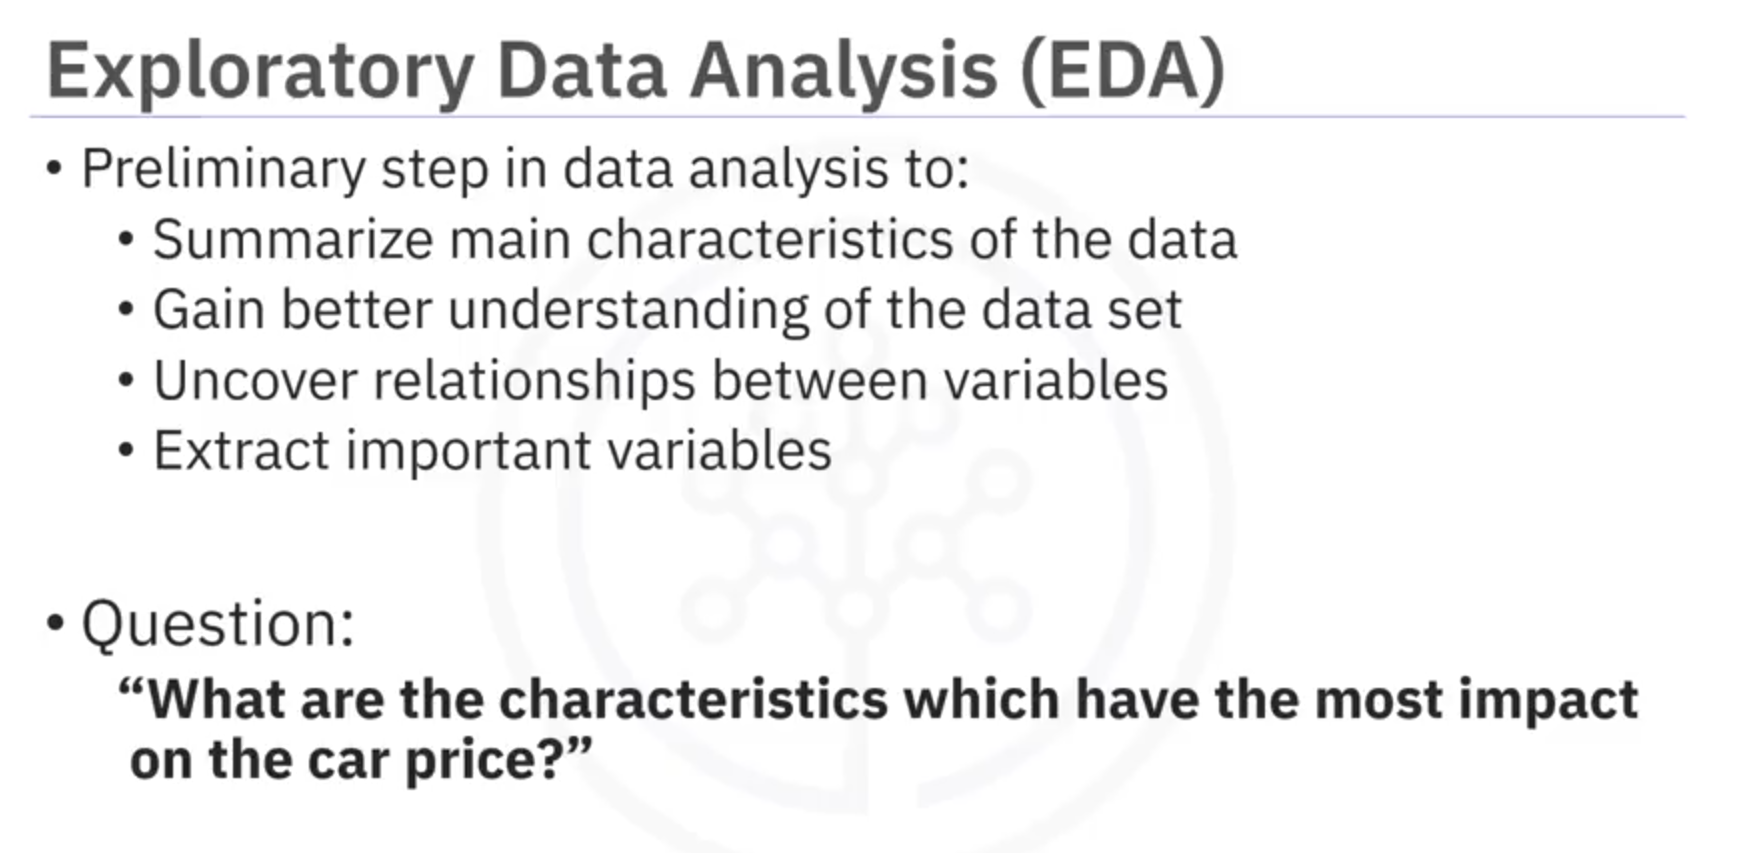 Exploratory Data Analysis (EDA)
• Preliminary step in data analysis to:
• Summarize main characteristics of the data
• Gain better understanding of the data set
• Uncover relationships between variables
• Extract important variables
• Question:
“What are the characteristics which have the most impact
on the car price?”